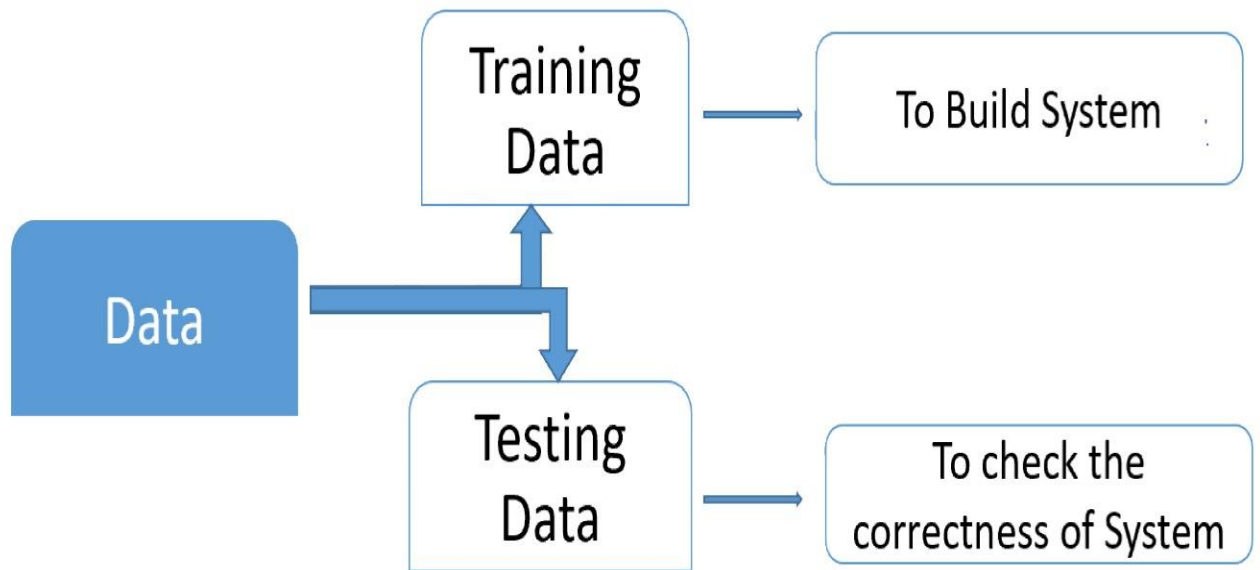 Data
Training
Data
To Build System
Testing
Data
To check the
correctness of System